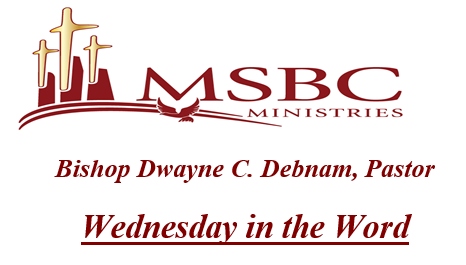 MSBC
MINISTRIES
Bishop Dwayne C. Debnam, Pastor
Wednesday in the Word